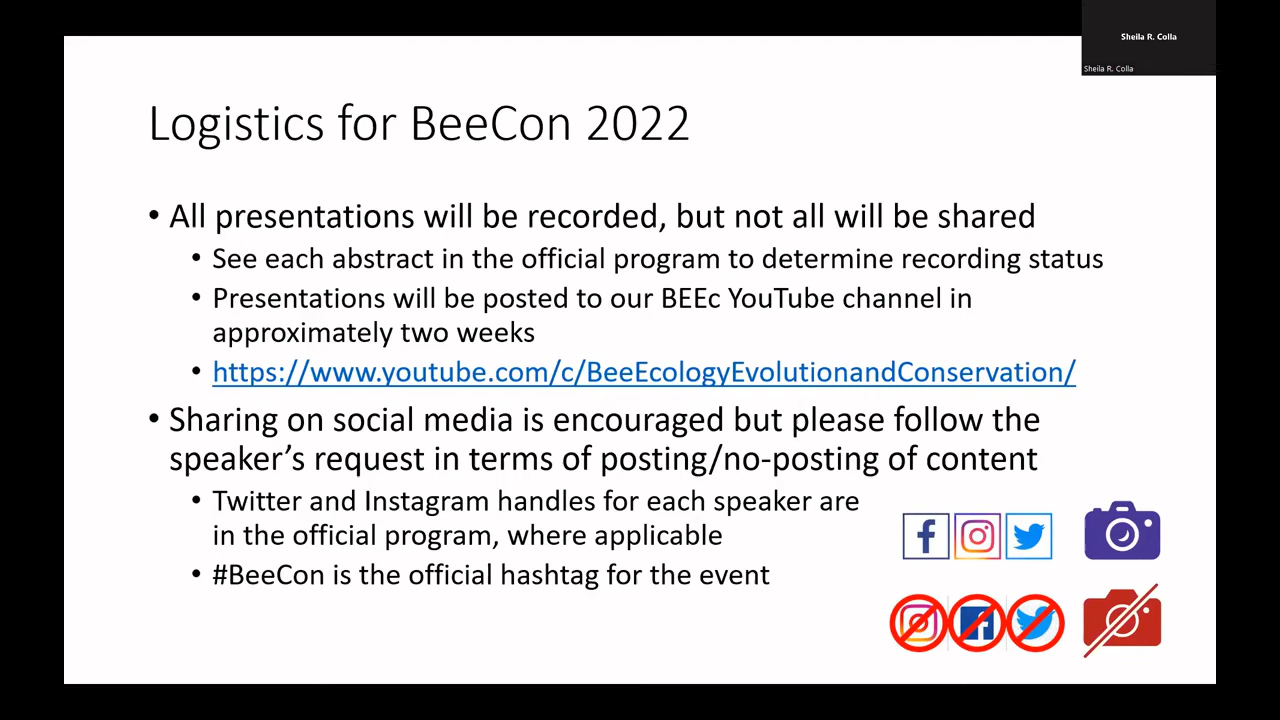 Sheila R. Colla
Sheila R. Colla
Logistics for BeeCon 2022
• All presentations will be recorded, but not all will be shared
• See each abstract in the official program to determine recording status
• Presentations will be posted to our BEEc YouTube channel in
approximately two weeks
• https://www.youtube.com/c/BeeEcologyEvolutionandConservation/
• Sharing on social media is encouraged but please follow the
speaker’s request in terms of posting/no-posting of content
• Twitter and Instagram handles for each speaker are
in the official program, where applicable
• #BeeCon is the official hashtag for the event